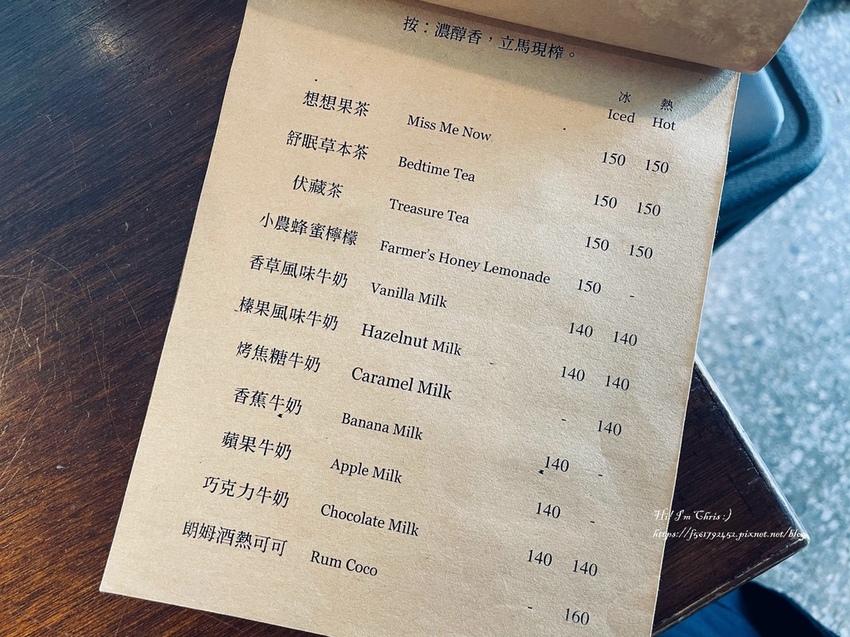 按：濃醇香，立馬現榨。
冰 熱
Iced Hot
想想果茶 Miss Me Now 150 150
舒眠草本茶 Bedtime Tea 150 150
伏藏茶 Treasure Tea 150 150
小農蜂蜜檸檬 Farmer's Honey Lemonade 150 -
香草風味牛奶 Vanilla Milk 140 140
榛果風味牛奶 Hazelnut Milk 140 140
烤焦糖牛奶 Caramel Milk - 140
香蕉牛奶 Banana Milk 140 -
蘋果牛奶 Apple Milk 140 -
巧克力牛奶 Chocolate Milk 140 140
朗姆酒熱可可 Rum Coco - 160
Hi! I'm Chris :)
https://f561792452.pixnet.net/blog